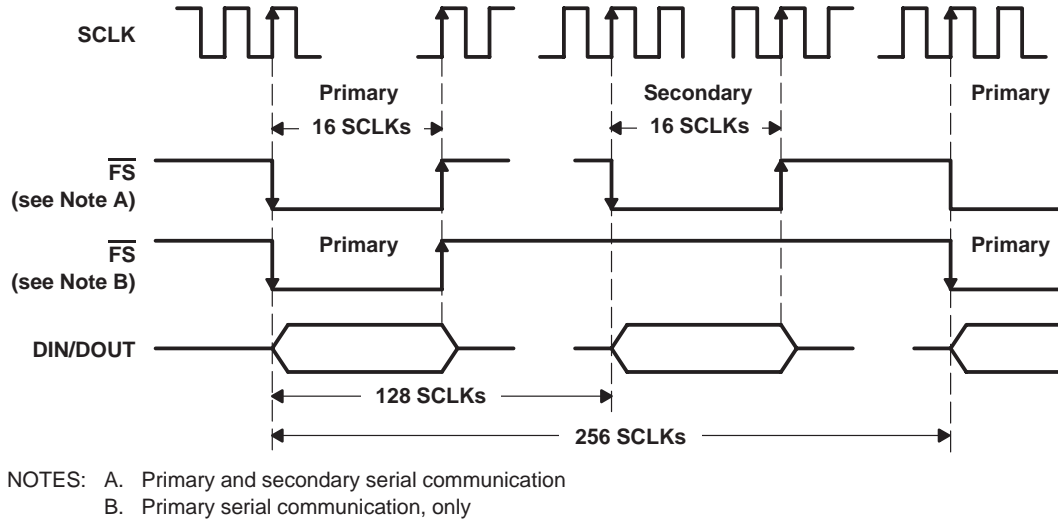 SCLK
Primary Secondary Primary
16 SCLKs 16 SCLKs
FS
(see Note A)
FS Primary Primary
(see Note B)
DIN/DOUT
128 SCLKs
256 SCLKs
NOTES: A. Primary and secondary serial communication
B. Primary serial communication, only